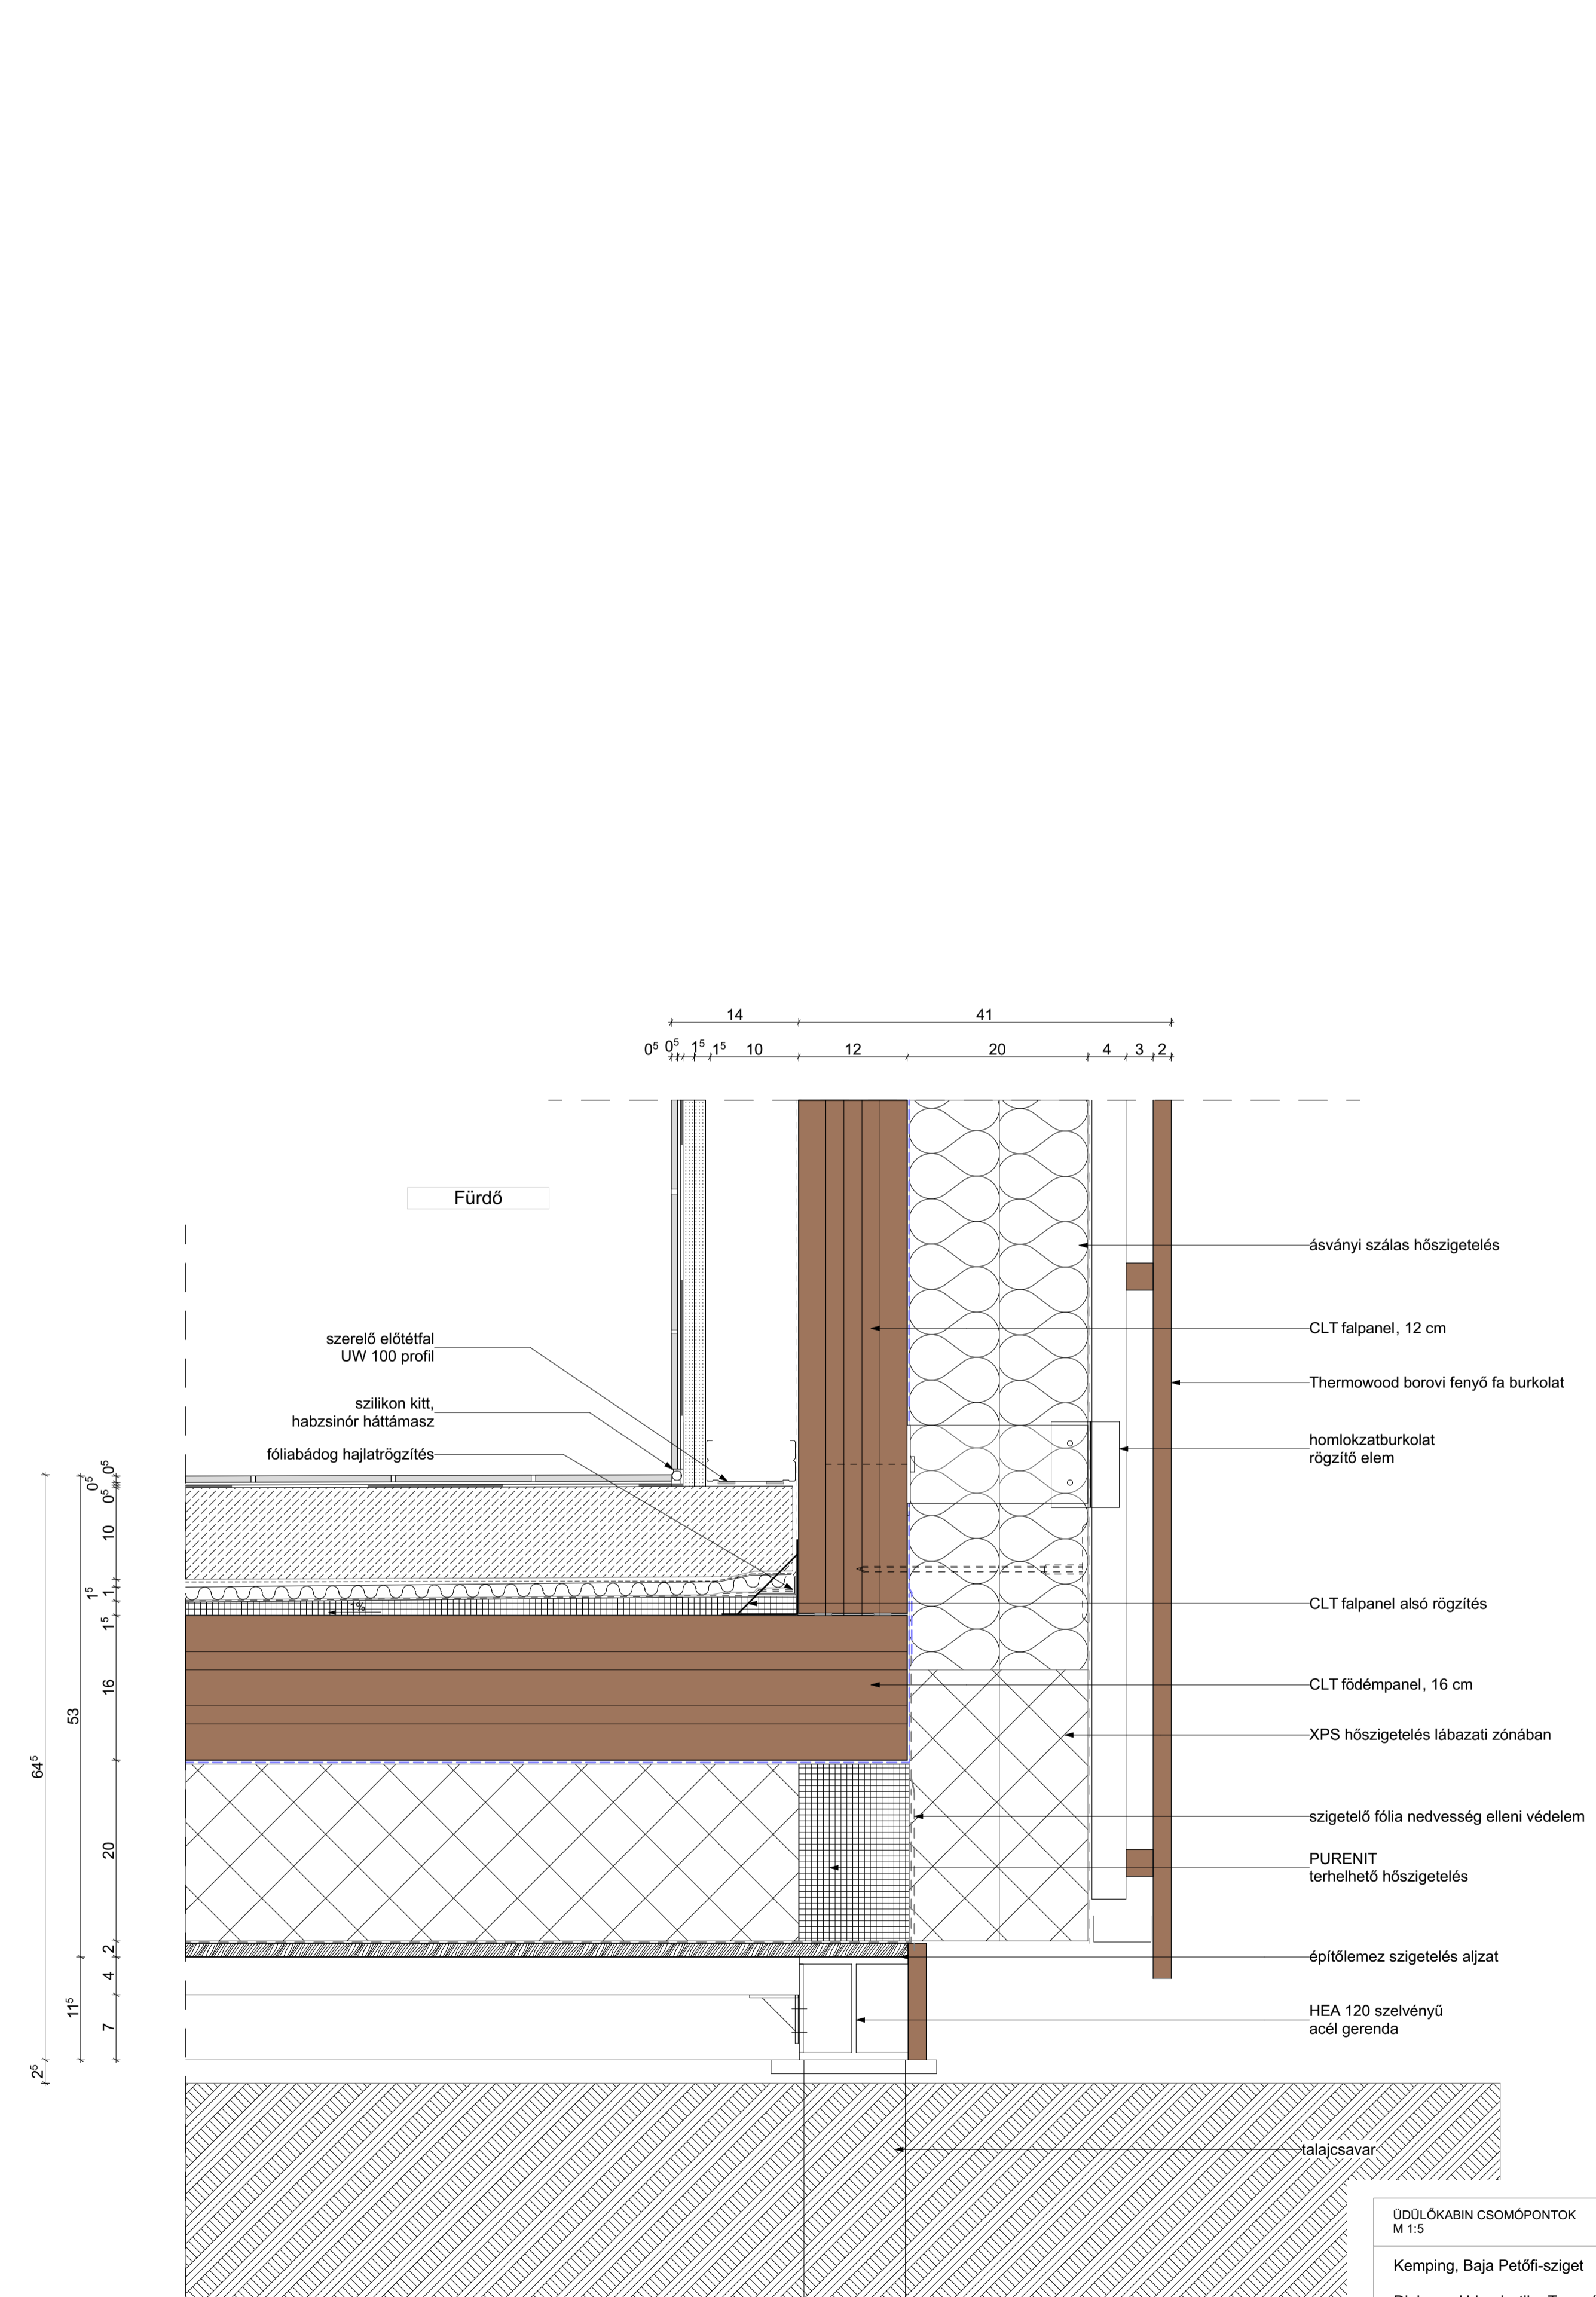 14
41
0⁵ 0⁵ 1⁵ 1⁵ 10 12 20 4 3 2
Fürdő
szerelő előtétfal
UW 100 profil
szilikon kitt,
habzsinór háttámasz
fóliabádog hajlatrögzítés
ásványi szálas hőszigetelés
CLT falpanel, 12 cm
Thermowood borovi fenyő fa burkolat
homlokzatburkolat
rögzítő elem
CLT falpanel alsó rögzítés
CLT födémpanel, 16 cm
XPS hőszigetelés lábazati zónában
szigetelő fólia nedvesség elleni védelem
PURENIT
terhelhető hőszigetelés
építőlemez szigetelés aljzat
HEA 120 szelvényű
acél gerenda
talajcsavar
1%
0⁵
0⁵
0⁵
10
1
1⁵
1⁵
16
20
2
4
7
53
11⁵
64⁵
2⁵
ÜDÜLŐKABIN CSOMÓPONTOK
M 1:5
Kemping, Baja Petőfi-sziget